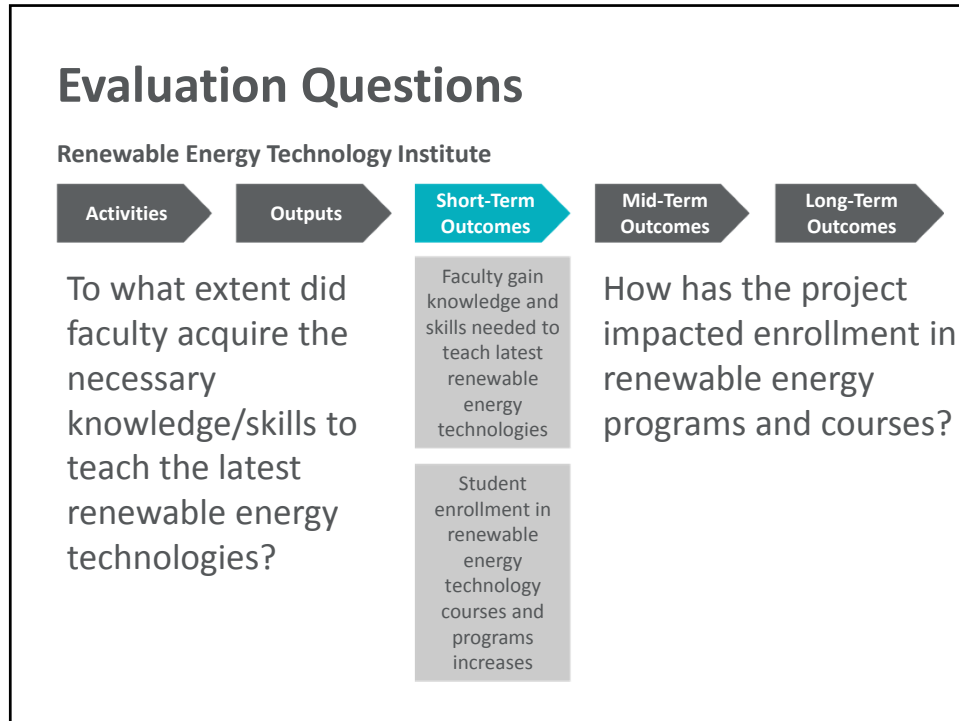 Evaluation Questions
Renewable Energy Technology Institute
Activities
Outputs
Short-Term
Outcomes
Mid-Term
Outcomes
Long-Term
Outcomes
To what extent did
faculty acquire the
necessary
knowledge/skills to
teach the latest
renewable energy
technologies?
Faculty gain
knowledge and
skills needed to
teach latest
renewable
energy
technologies
Student
enrollment in
renewable
energy
technology
courses and
programs
increases
How has the project
impacted enrollment in
renewable energy
programs and courses?